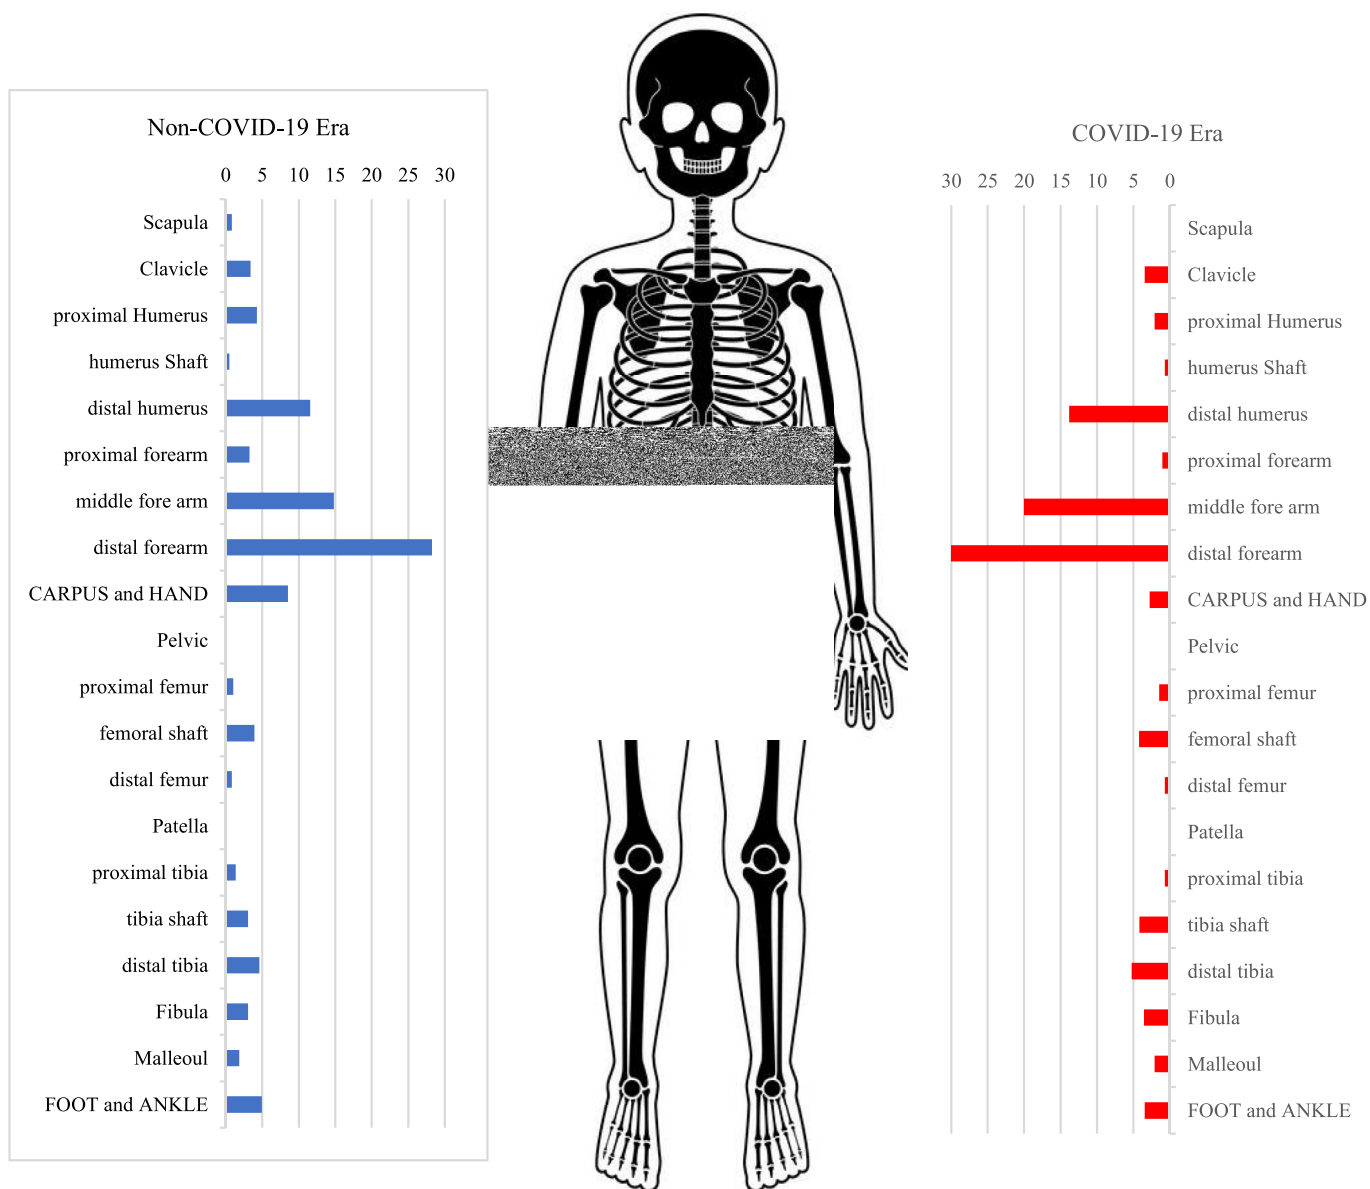 Non-COVID-19 Era
0 5 10 15 20 25 30
Scapula
Clavicle
proximal Humerus
humerus Shaft
distal humerus
proximal forearm
middle fore arm
distal forearm
CARPUS and HAND
Pelvic
proximal femur
femoral shaft
distal femur
Patella
proximal tibia
tibia shaft
distal tibia
Fibula
Malleoul
FOOT and ANKLE
COVID-19 Era
30 25 20 15 10 5 0
Scapula
Clavicle
proximal Humerus
humerus Shaft
distal humerus
proximal forearm
middle fore arm
distal forearm
CARPUS and HAND
Pelvic
proximal femur
femoral shaft
distal femur
Patella
proximal tibia
tibia shaft
distal tibia
Fibula
Malleoul
FOOT and ANKLE